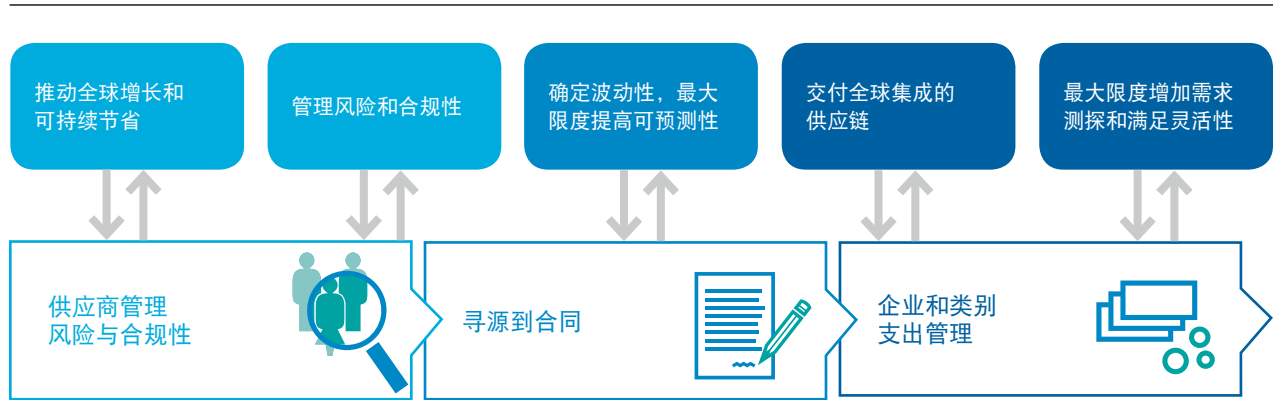 推动全球增长和
可持续节省
管理风险和合规性
确定波动性，最大
限度提高可预测性
交付全球集成的
供应链
最大限度增加需求
测探和满足灵活性
供应商管理
风险与合规性
寻源到合同
企业和类别
支出管理